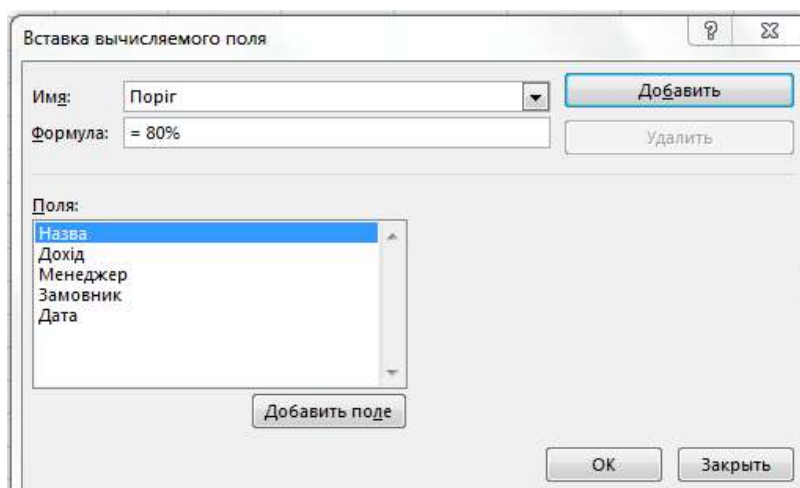 Вставка вычисляемого поля
Имя: Поріг Добавить
Формула: = 80% Удалить
Поля:
Назва
Дохід
Менеджер
Замовник
Дата
Добавить поле
ОК Закрыть